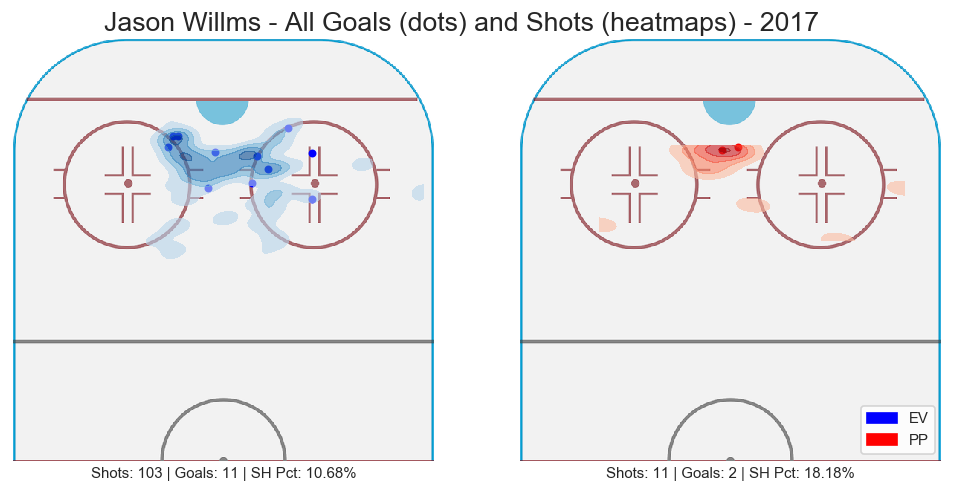 Jason Willms - All Goals (dots) and Shots (heatmaps) - 2017
EV
PP
Shots: 103 | Goals: 11 | SH Pct: 10.68%
Shots: 11 | Goals: 2 | SH Pct: 18.18%